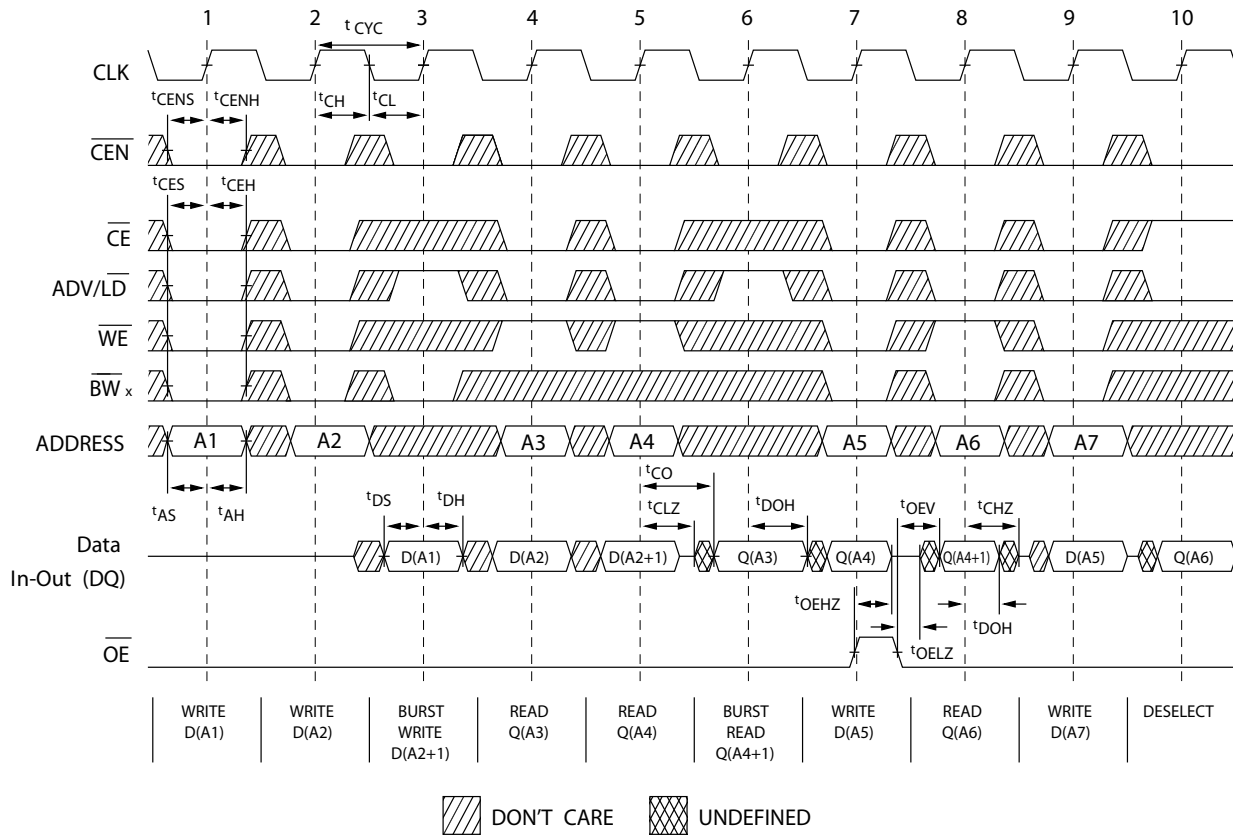 1 2 3 4 5 6 7 8 9 10
t CYC
CLK
tCENS tCENH tCH tCL
CEN
tCES tCEH
CE
ADV/LD
WE
BW x
ADDRESS A1 A2 A3 A4 A5 A6 A7
tCO
tAS tAH tDS tDH tCLZ tDOH tOEV tCHZ
Data
In-Out (DQ) D(A1) D(A2) D(A2+1) Q(A3) Q(A4) Q(A4+1) D(A5) Q(A6)
tOEHZ tDOH
tOELZ
OE
WRITE WRITE BURST READ READ BURST WRITE READ WRITE DESELECT
D(A1) D(A2) WRITE Q(A3) Q(A4) READ D(A5) Q(A6) D(A7)
D(A2+1) Q(A4+1)
DON'T CARE UNDEFINED